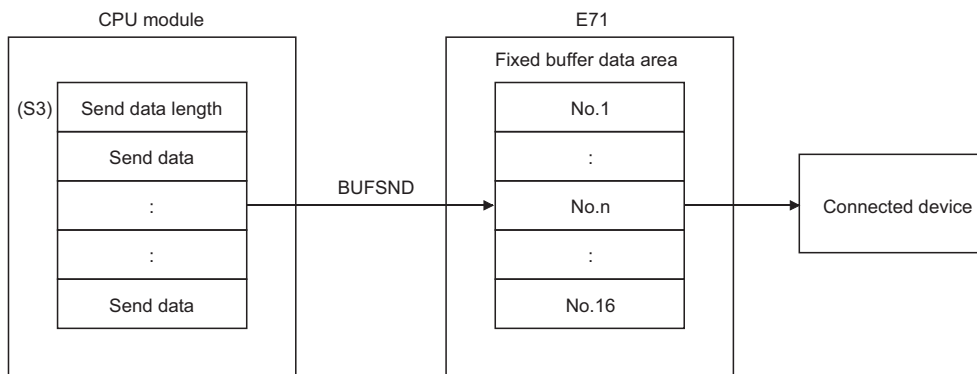 CPU module
E71
Fixed buffer data area
(S3) Send data length
No.1
Send data
:
:
BUFSND
No.n
Connected device
:
:
Send data
No.16